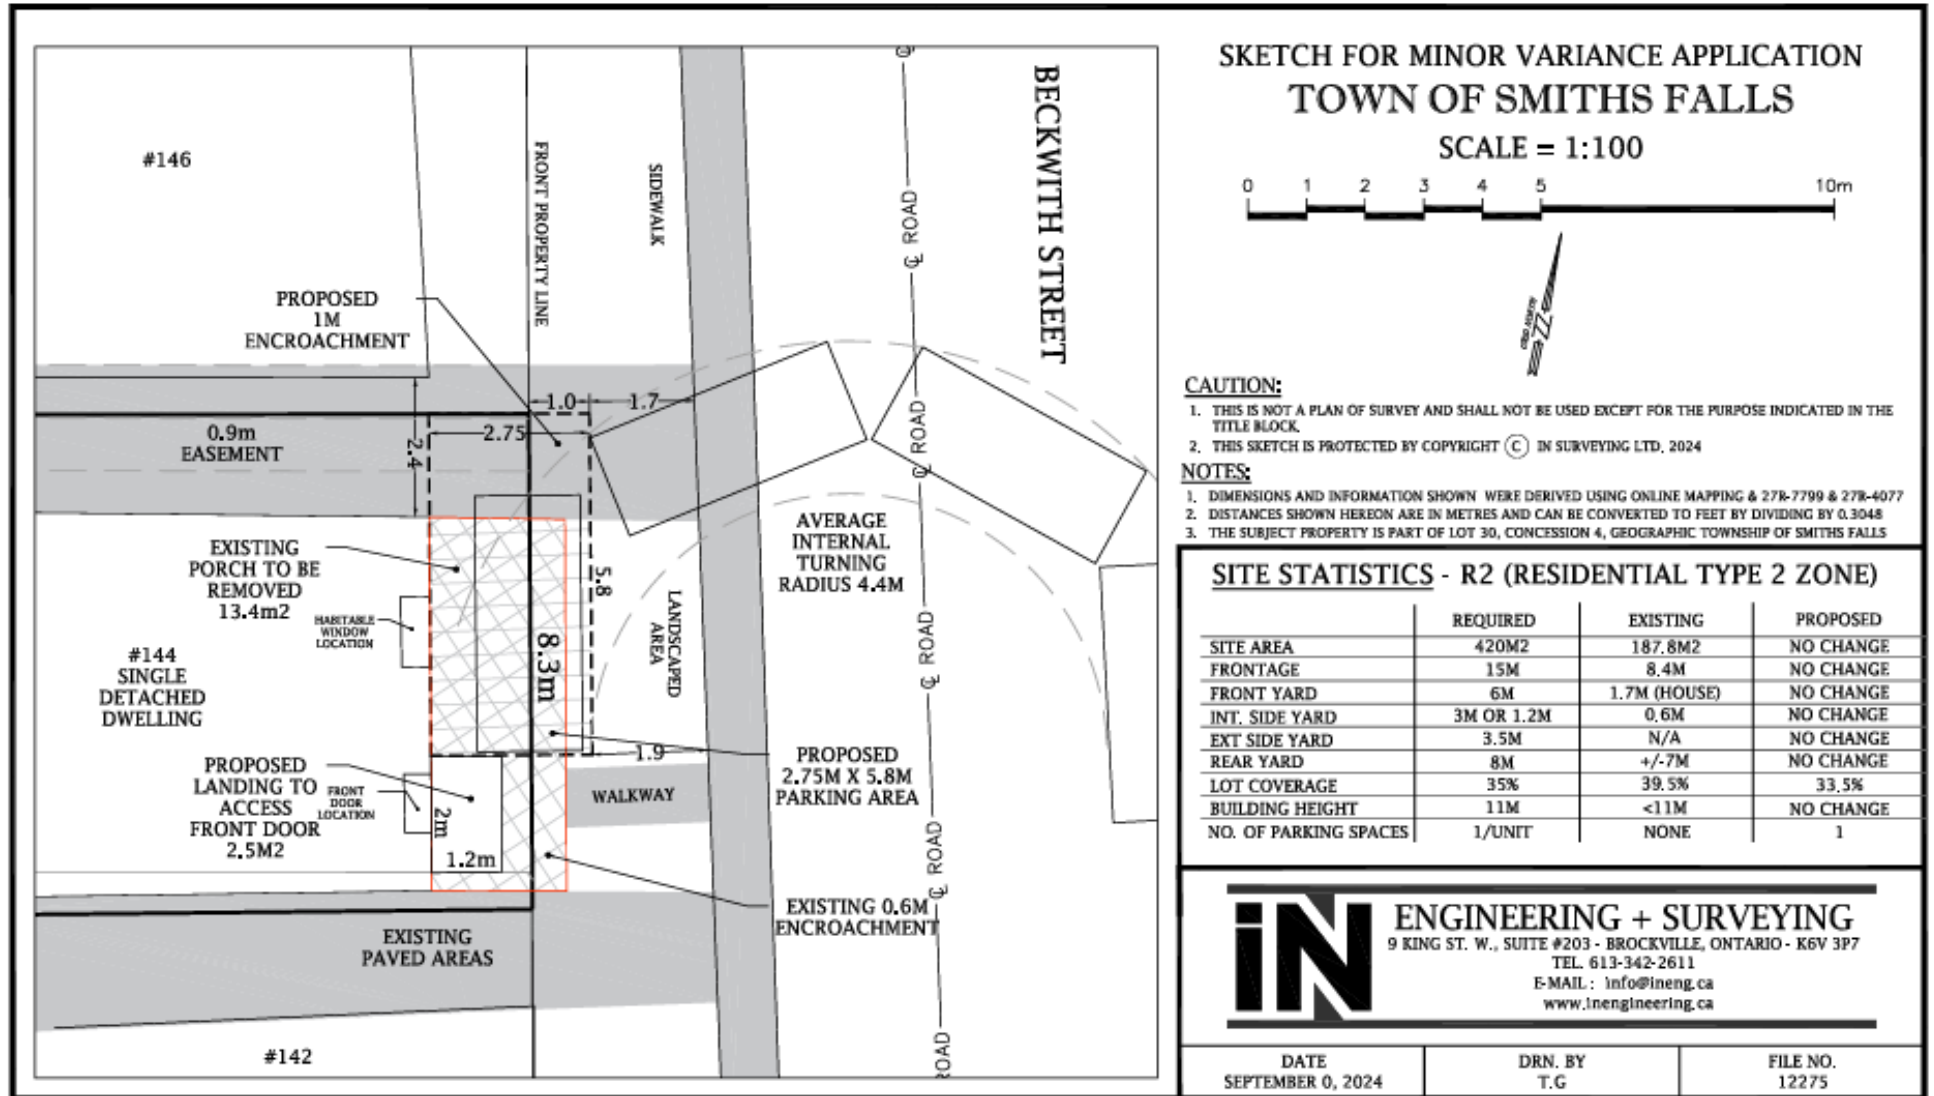 SKETCH FOR MINOR VARIANCE APPLICATION
TOWN OF SMITHS FALLS
SCALE = 1:100
0 1 2 3 4 5 10m
GRID NORTH
CAUTION:
1. THIS IS NOT A PLAN OF SURVEY AND SHALL NOT BE USED EXCEPT FOR THE PURPOSE INDICATED IN THE
TITLE BLOCK.
2. THIS SKETCH IS PROTECTED BY COPYRIGHT © IN SURVEYING LTD, 2024
NOTES:
1. DIMENSIONS AND INFORMATION SHOWN WERE DERIVED USING ONLINE MAPPING & 27R-7799 & 27R-4077
2. DISTANCES SHOWN HEREON ARE IN METRES AND CAN BE CONVERTED TO FEET BY DIVIDING BY 0.3048
3. THE SUBJECT PROPERTY IS PART OF LOT 30, CONCESSION 4, GEOGRAPHIC TOWNSHIP OF SMITHS FALLS
SITE STATISTICS - R2 (RESIDENTIAL TYPE 2 ZONE)
REQUIRED EXISTING PROPOSED
SITE AREA 420M2 187.8M2 NO CHANGE
FRONTAGE 15M 8.4M NO CHANGE
FRONT YARD 6M 1.7M (HOUSE) NO CHANGE
INT. SIDE YARD 3M OR 1.2M 0.6M NO CHANGE
EXT SIDE YARD 3.5M N/A NO CHANGE
REAR YARD 8M +/-7M NO CHANGE
LOT COVERAGE 35% 39.5% 33.5%
BUILDING HEIGHT 11M <11M NO CHANGE
NO. OF PARKING SPACES 1/UNIT NONE 1
iN
ENGINEERING + SURVEYING
9 KING ST. W., SUITE #203 - BROCKVILLE, ONTARIO - K6V 3P7
TEL. 613-342-2611
E-MAIL : info@ineng.ca
www.inengineering.ca
DATE
SEPTEMBER 0, 2024
DRN. BY
T.G
FILE NO.
12275
#146
FRONT PROPERTY LINE
SIDEWALK
BECKWITH STREET
℄ ROAD
℄ ROAD
℄ ROAD
℄ ROAD
℄ ROAD
ROAD
PROPOSED
1M
ENCROACHMENT
1.0
1.7
2.75
2.4
0.9m
EASEMENT
EXISTING
PORCH TO BE
REMOVED
13.4m2
HABITABLE
WINDOW
LOCATION
5.8
8.3m
LANDSCAPED
AREA
AVERAGE
INTERNAL
TURNING
RADIUS 4.4M
#144
SINGLE
DETACHED
DWELLING
PROPOSED
LANDING TO
ACCESS
FRONT DOOR
2.5M2
FRONT
DOOR
LOCATION
2m
1.2m
1.9
WALKWAY
PROPOSED
2.75M X 5.8M
PARKING AREA
EXISTING 0.6M
ENCROACHMENT
EXISTING
PAVED AREAS
#142